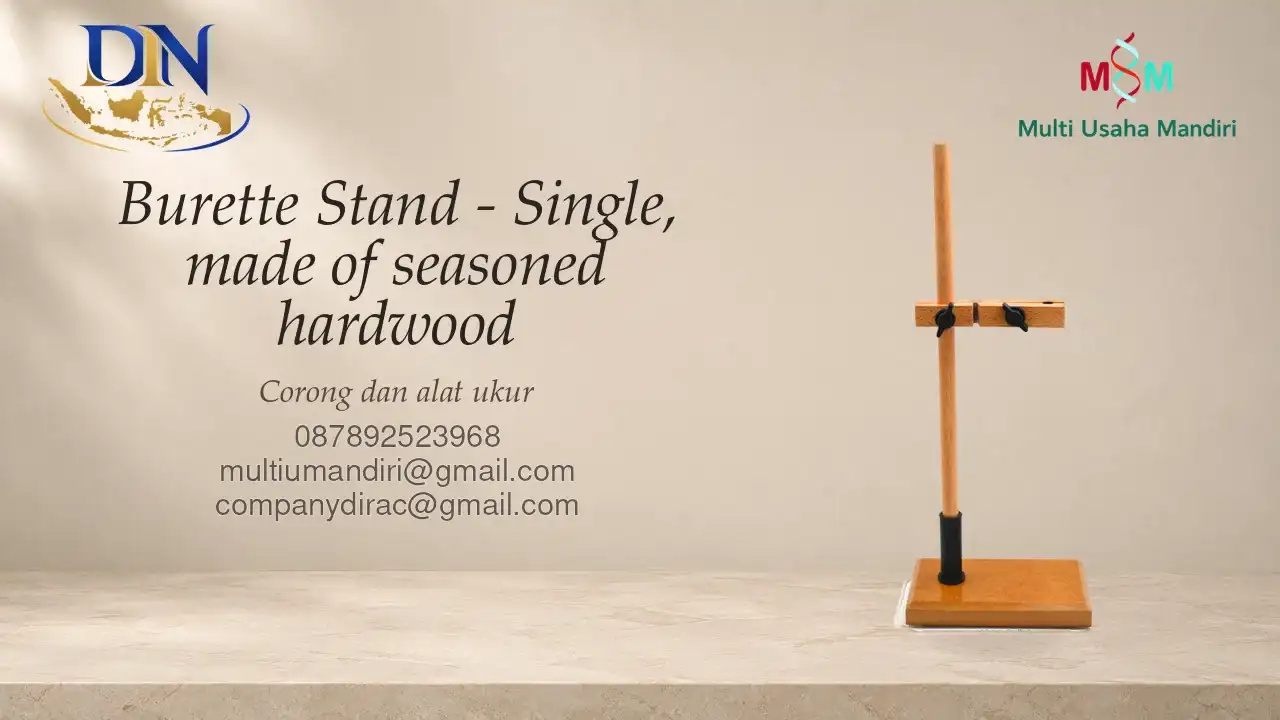 DIN
M M
Multi Usaha Mandiri
Burette Stand - Single,
made of seasoned
hardwood
Corong dan alat ukur
087892523968
multiumandiri@gmail.com
companydirac@gmail.com